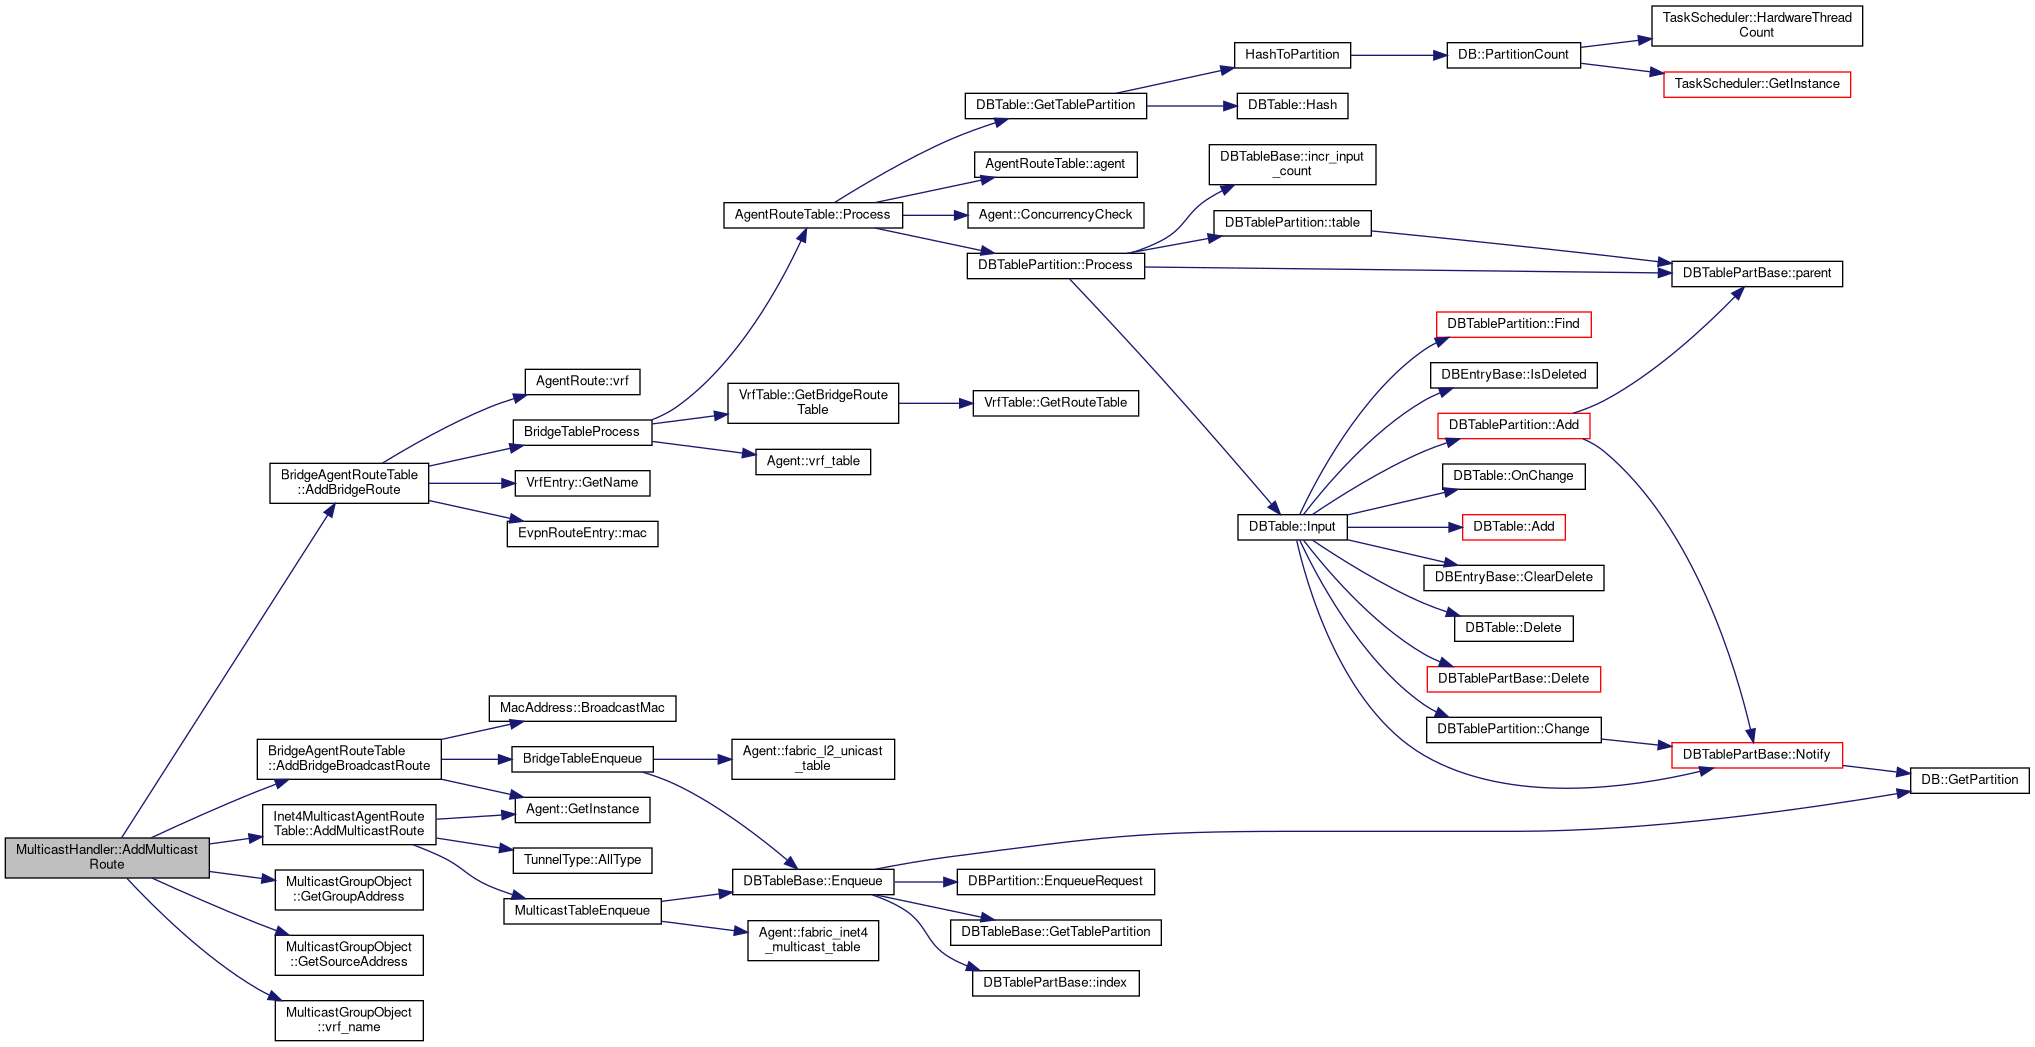 TaskScheduler::HardwareThread
Count
HashToPartition
DB::PartitionCount
TaskScheduler::GetInstance
DBTable::GetTablePartition
DBTable::Hash
DBTableBase::incr_input
_count
AgentRouteTable::agent
AgentRouteTable::Process
Agent::ConcurrencyCheck
DBTablePartition::table
DBTablePartition::Process
DBTablePartBase::parent
DBTablePartition::Find
AgentRoute::vrf
DBEntryBase::IsDeleted
VrfTable::GetBridgeRoute
Table
VrfTable::GetRouteTable
BridgeTableProcess
DBTablePartition::Add
Agent::vrf_table
BridgeAgentRouteTable
::AddBridgeRoute
VrfEntry::GetName
DBTable::OnChange
EvpnRouteEntry::mac
DBTable::Input
DBTable::Add
DBEntryBase::ClearDelete
DBTable::Delete
DBTablePartBase::Delete
MacAddress::BroadcastMac
DBTablePartition::Change
BridgeAgentRouteTable
::AddBridgeBroadcastRoute
BridgeTableEnqueue
Agent::fabric_l2_unicast
_table
DBTablePartBase::Notify
DB::GetPartition
Agent::GetInstance
Inet4MulticastAgentRoute
Table::AddMulticastRoute
MulticastHandler::AddMulticast
Route
TunnelType::AllType
MulticastGroupObject
::GetGroupAddress
DBTableBase::Enqueue
DBPartition::EnqueueRequest
MulticastTableEnqueue
Agent::fabric_inet4
_multicast_table
DBTableBase::GetTablePartition
MulticastGroupObject
::GetSourceAddress
DBTablePartBase::index
MulticastGroupObject
::vrf_name